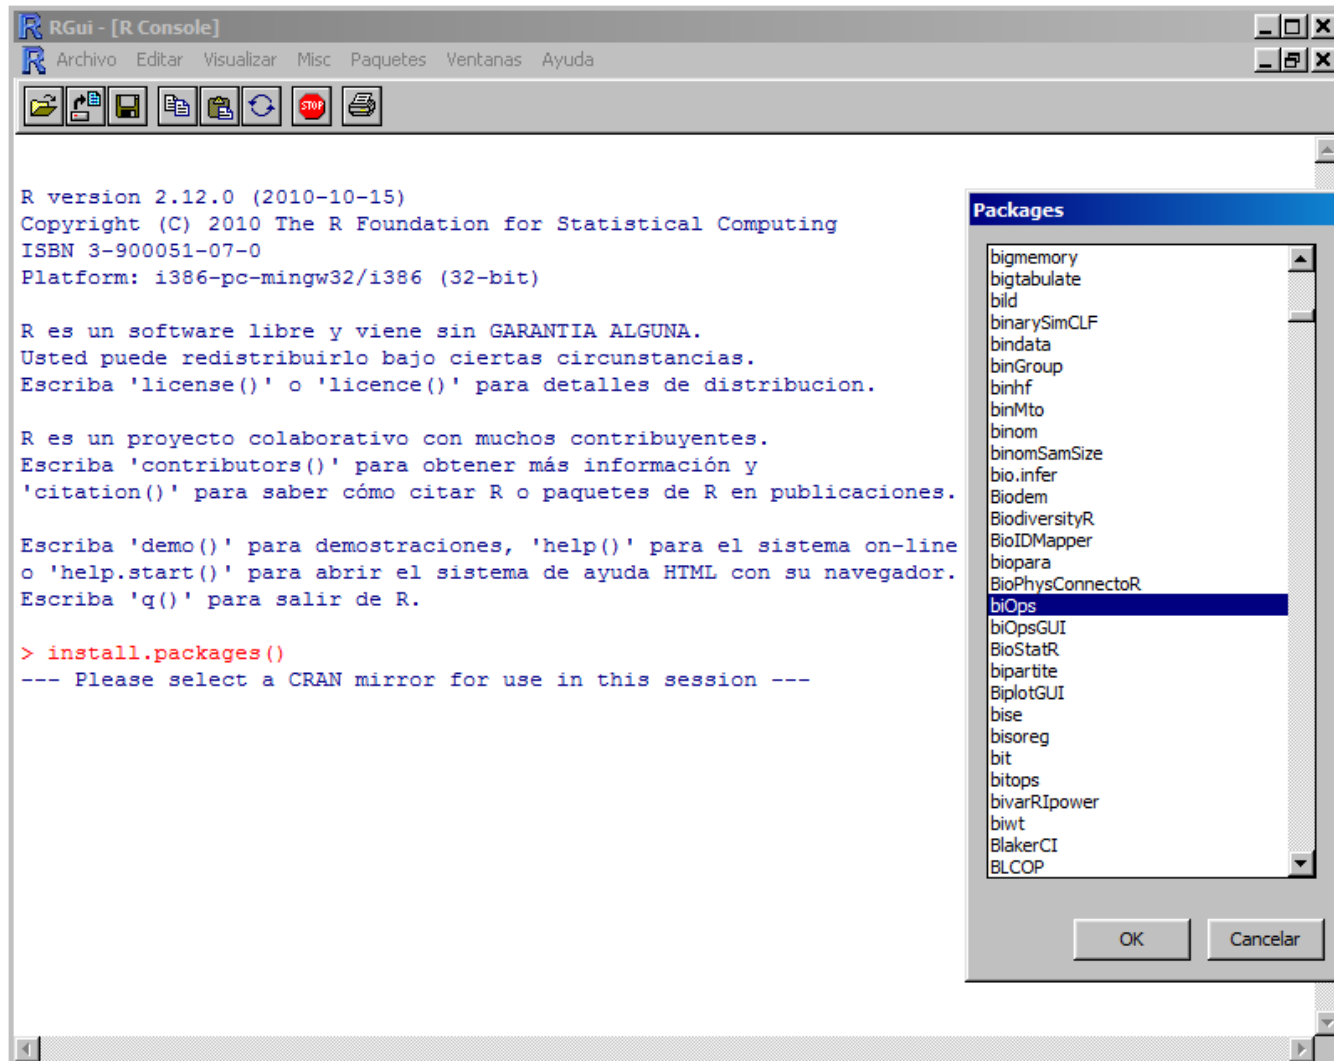 RGui - [R Console]
Archivo Editar Visualizar Misc Paquetes Ventanas Ayuda
STOP
R version 2.12.0 (2010-10-15)
Copyright (C) 2010 The R Foundation for Statistical Computing
ISBN 3-900051-07-0
Platform: i386-pc-mingw32/i386 (32-bit)
R es un software libre y viene sin GARANTIA ALGUNA.
Usted puede redistribuirlo bajo ciertas circunstancias.
Escriba 'license()' o 'licence()' para detalles de distribucion.
R es un proyecto colaborativo con muchos contribuyentes.
Escriba 'contributors()' para obtener más información y
'citation()' para saber cómo citar R o paquetes de R en publicaciones.
Escriba 'demo()' para demostraciones, 'help()' para el sistema on-line
o 'help.start()' para abrir el sistema de ayuda HTML con su navegador.
Escriba 'q()' para salir de R.
> install.packages()
--- Please select a CRAN mirror for use in this session ---
Packages
bigmemory
bigtabulate
bild
binarySimCLF
bindata
binGroup
binhf
binMto
binom
binomSamSize
bio.infer
Biodem
BiodiversityR
BioIDMapper
biopara
BioPhysConnectoR
biOps
biOpsGUI
BioStatR
bipartite
BiplotGUI
bise
bisoreg
bit
bitops
bivarRIpower
biwt
BlakerCI
BLCOP
OK Cancelar